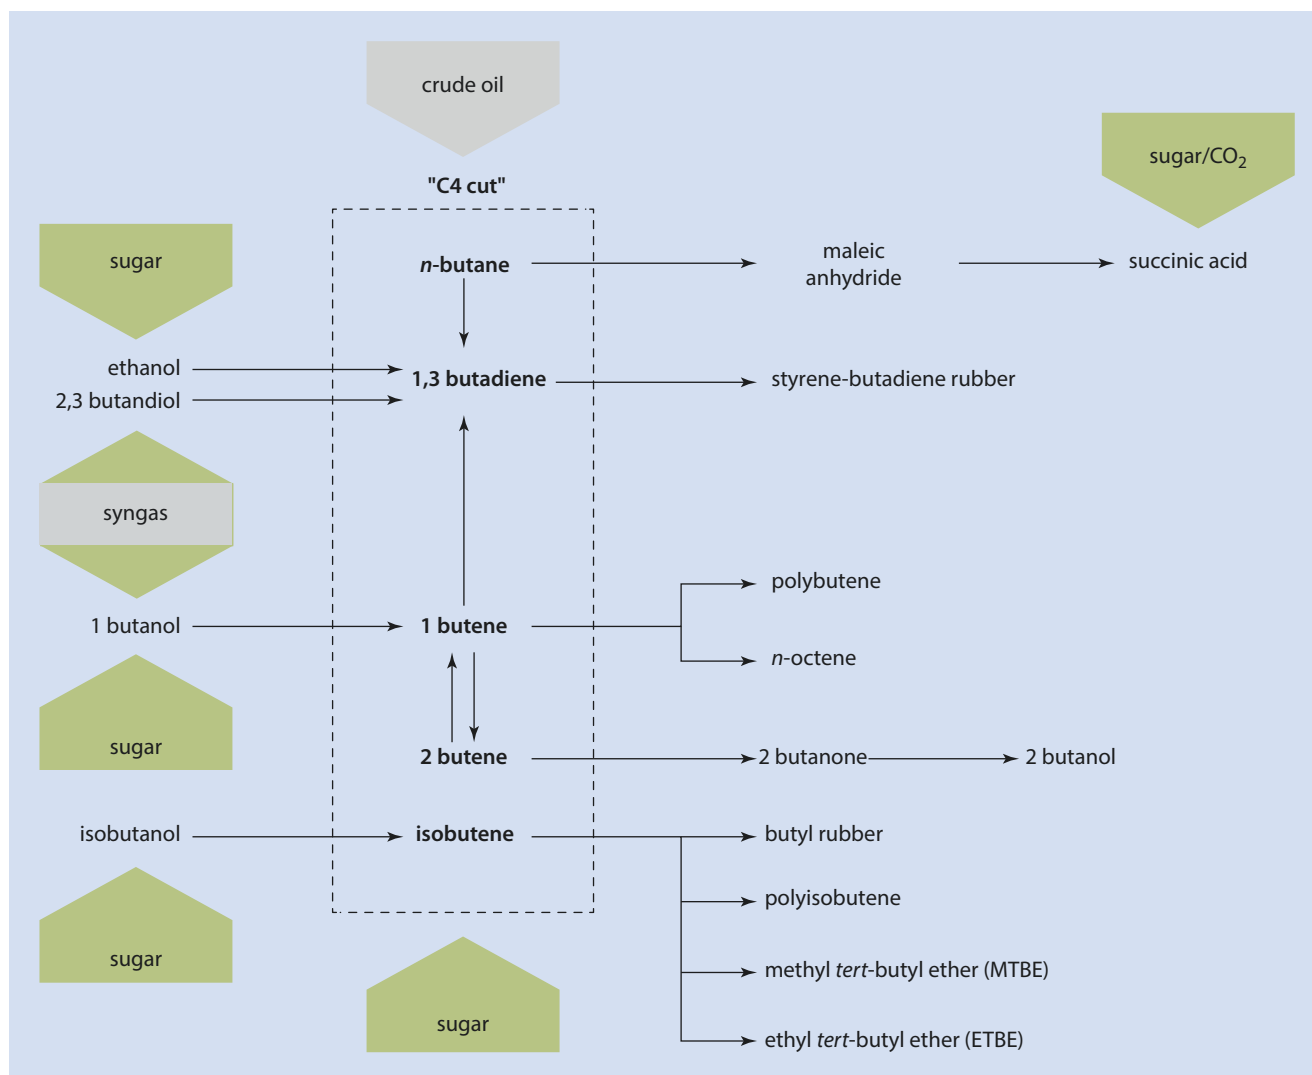 crude oil
"C4 cut"
sugar/CO₂
sugar
n-butane
maleic
anhydride
succinic acid
ethanol
1,3 butadiene
styrene-butadiene rubber
2,3 butandiol
syngas
polybutene
1 butanol
1 butene
n-octene
sugar
2 butene
2 butanone
2 butanol
isobutanol
isobutene
butyl rubber
polyisobutene
sugar
methyl tert-butyl ether (MTBE)
sugar
ethyl tert-butyl ether (ETBE)